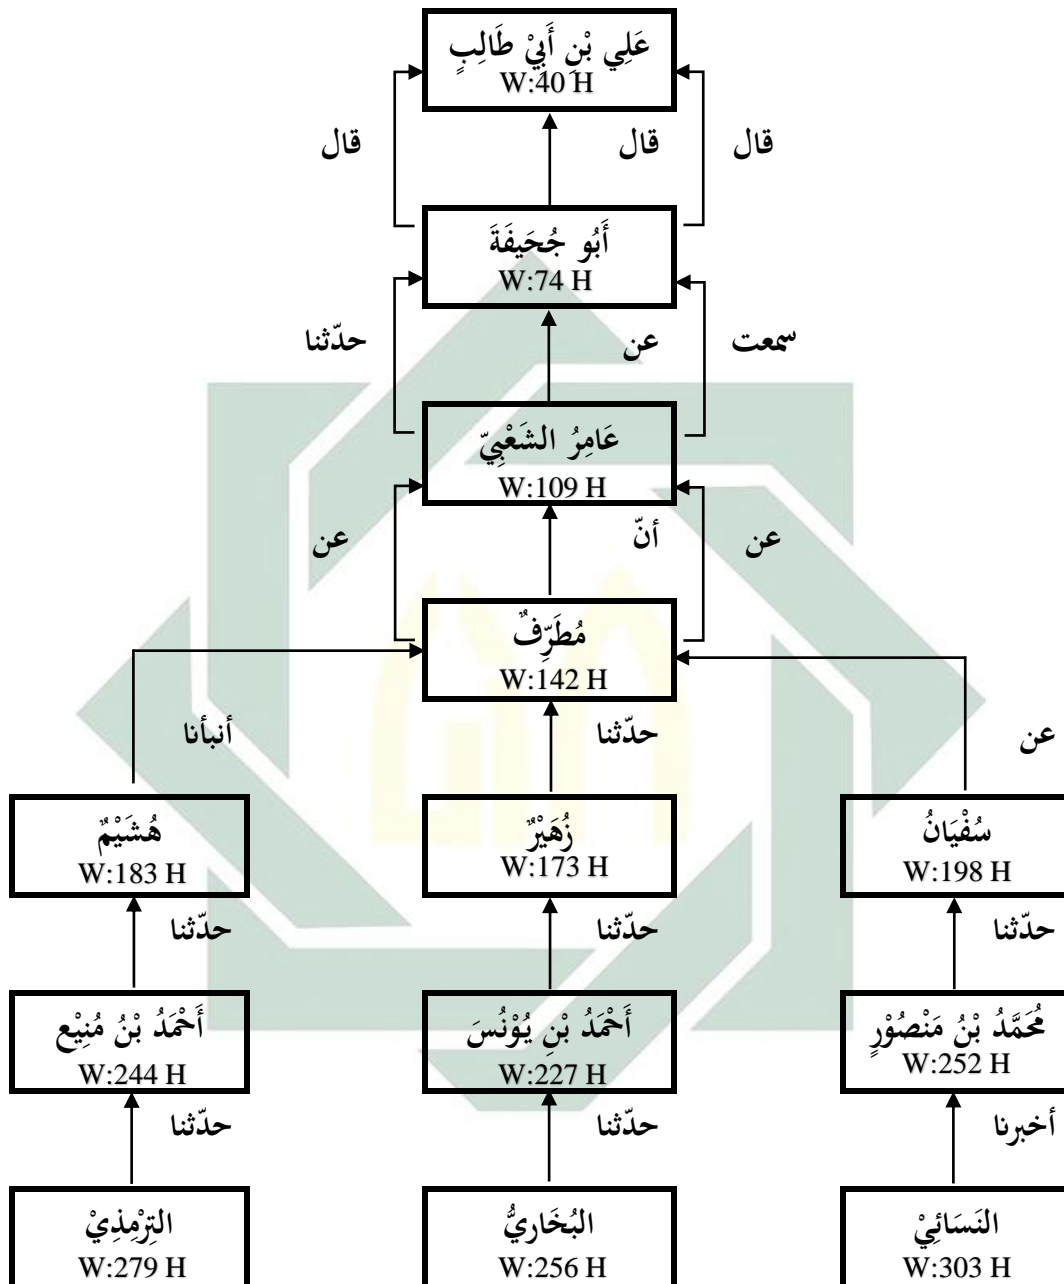 عَلِي بْنِ أَبِيْ طَالِبٍ
W:40 H
قال
قال
قال
أَبُو جُحَيفَةَ
W:74 H
حدّثنا
عن
سمعت
عَامِرُ الشَعْبِيّ
W:109 H
عن
أنّ
عن
مُطَرِّفٌ
W:142 H
أنبأنا
حدّثنا
عن
هُشَيْمٌ
W:183 H
زُهَيْرٌ
W:173 H
سُفْيَانُ
W:198 H
حدّثنا
حدّثنا
حدّثنا
أَحْمَدُ بْنُ مُنِيْع
W:244 H
أَحْمَدُ بْنِ يُوْنُسَ
W:227 H
مُحَمَّدُ بْنُ مَنْصُوْرٍ
W:252 H
حدّثنا
حدّثنا
أخبرنا
التِرْمِذِيْ
W:279 H
البُخَارِيُّ
W:256 H
النَسَائِيْ
W:303 H